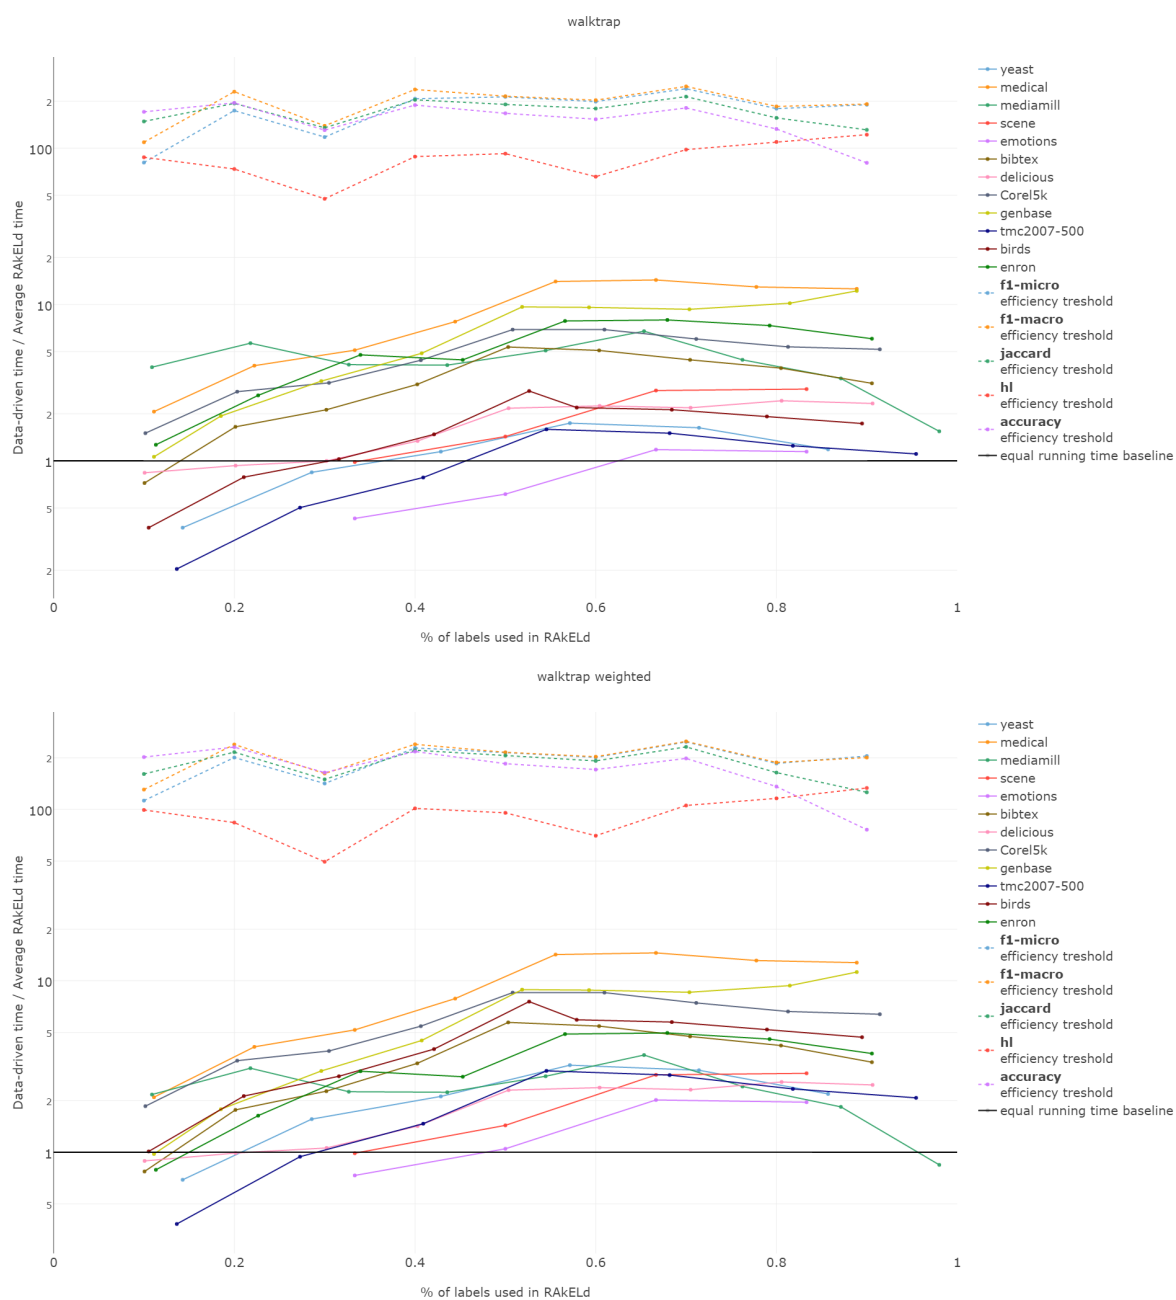 walktrap
2
100
5
2
10
5
2
1
5
2
Data-driven time / Average RAkELd time
0 0.2 0.4 0.6 0.8 1
% of labels used in RAkELd
yeast
medical
mediamill
scene
emotions
bibtex
delicious
Corel5k
genbase
tmc2007-500
birds
enron
f1-micro
efficiency treshold
f1-macro
efficiency treshold
jaccard
efficiency treshold
hl
efficiency treshold
accuracy
efficiency treshold
equal running time baseline
walktrap weighted
2
100
5
2
10
5
2
1
5
Data-driven time / Average RAkELd time
0 0.2 0.4 0.6 0.8 1
% of labels used in RAkELd
yeast
medical
mediamill
scene
emotions
bibtex
delicious
Corel5k
genbase
tmc2007-500
birds
enron
f1-micro
efficiency treshold
f1-macro
efficiency treshold
jaccard
efficiency treshold
hl
efficiency treshold
accuracy
efficiency treshold
equal running time baseline